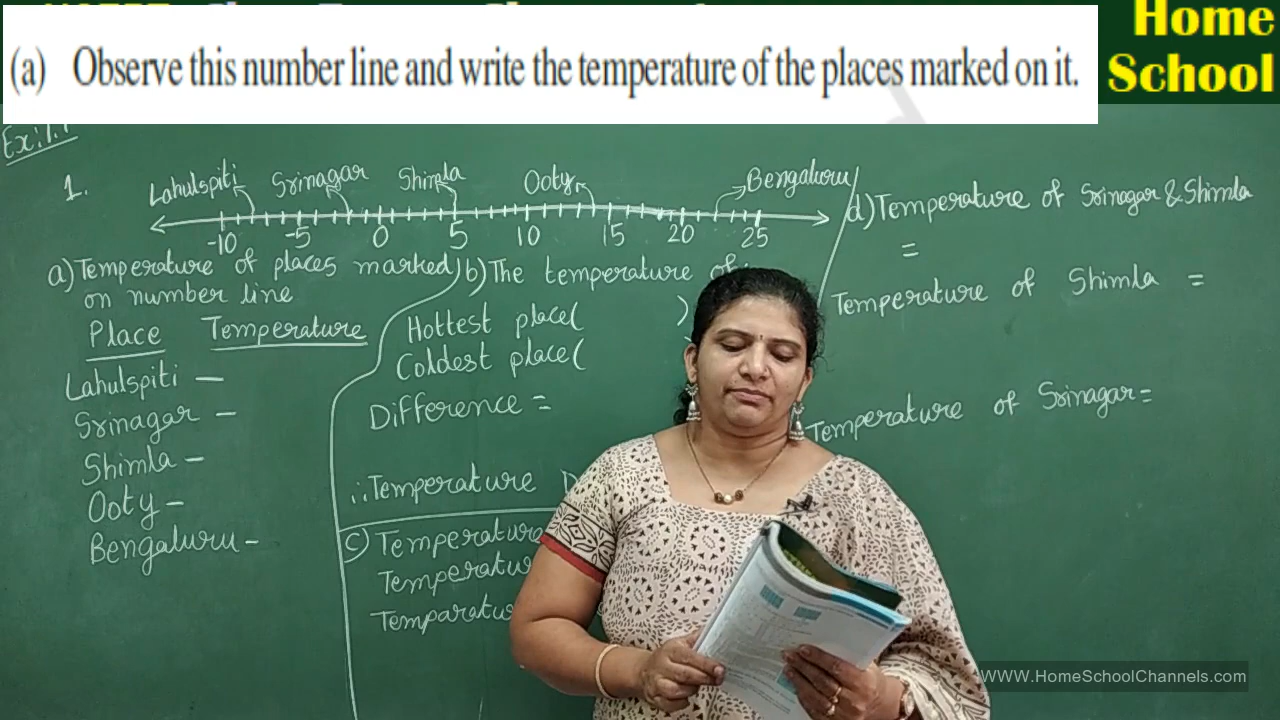 (a) Observe this number line and write the temperature of the places marked on it.
Home
School
Ex:1.1
1.
Lahulspiti Srinagar Shimla Ooty Bengaluru
-10 -5 0 5 10 15 20 25
a) Temperature of places marked
on number line
Place Temperature
Lahulspiti —
Srinagar —
Shimla —
Ooty —
Bengaluru -
b) The temperature of
Hottest place( )
Coldest place(
Difference =
∴ Temperature
c) Temperature
Temperatu
Temparatu
d) Temperature of Srinagar & Shimla
=
Temperature of Shimla =
Temperature of Srinagar =
WWW.HomeSchoolChannels.com